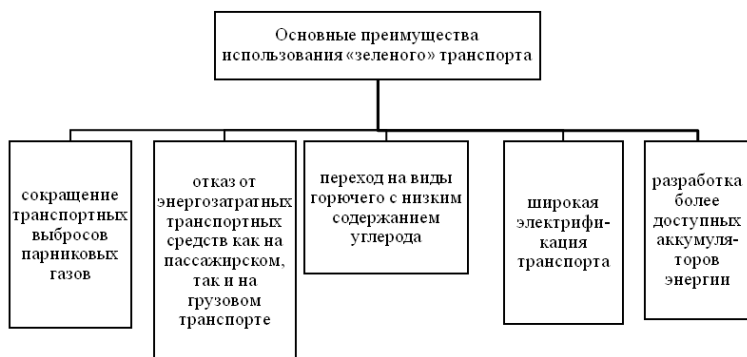 Основные преимущества
использования «зеленого» транспорта
сокращение
транспортных
выбросов
парниковых
газов
отказ от
энергозатратных
транспортных
средств как на
пассажирском,
так и на
грузовом
транспорте
переход на виды
горючего с низким
содержанием
углерода
широкая
электрифи-
кация
транспорта
разработка
более
доступных
аккумуля-
торов
энергии